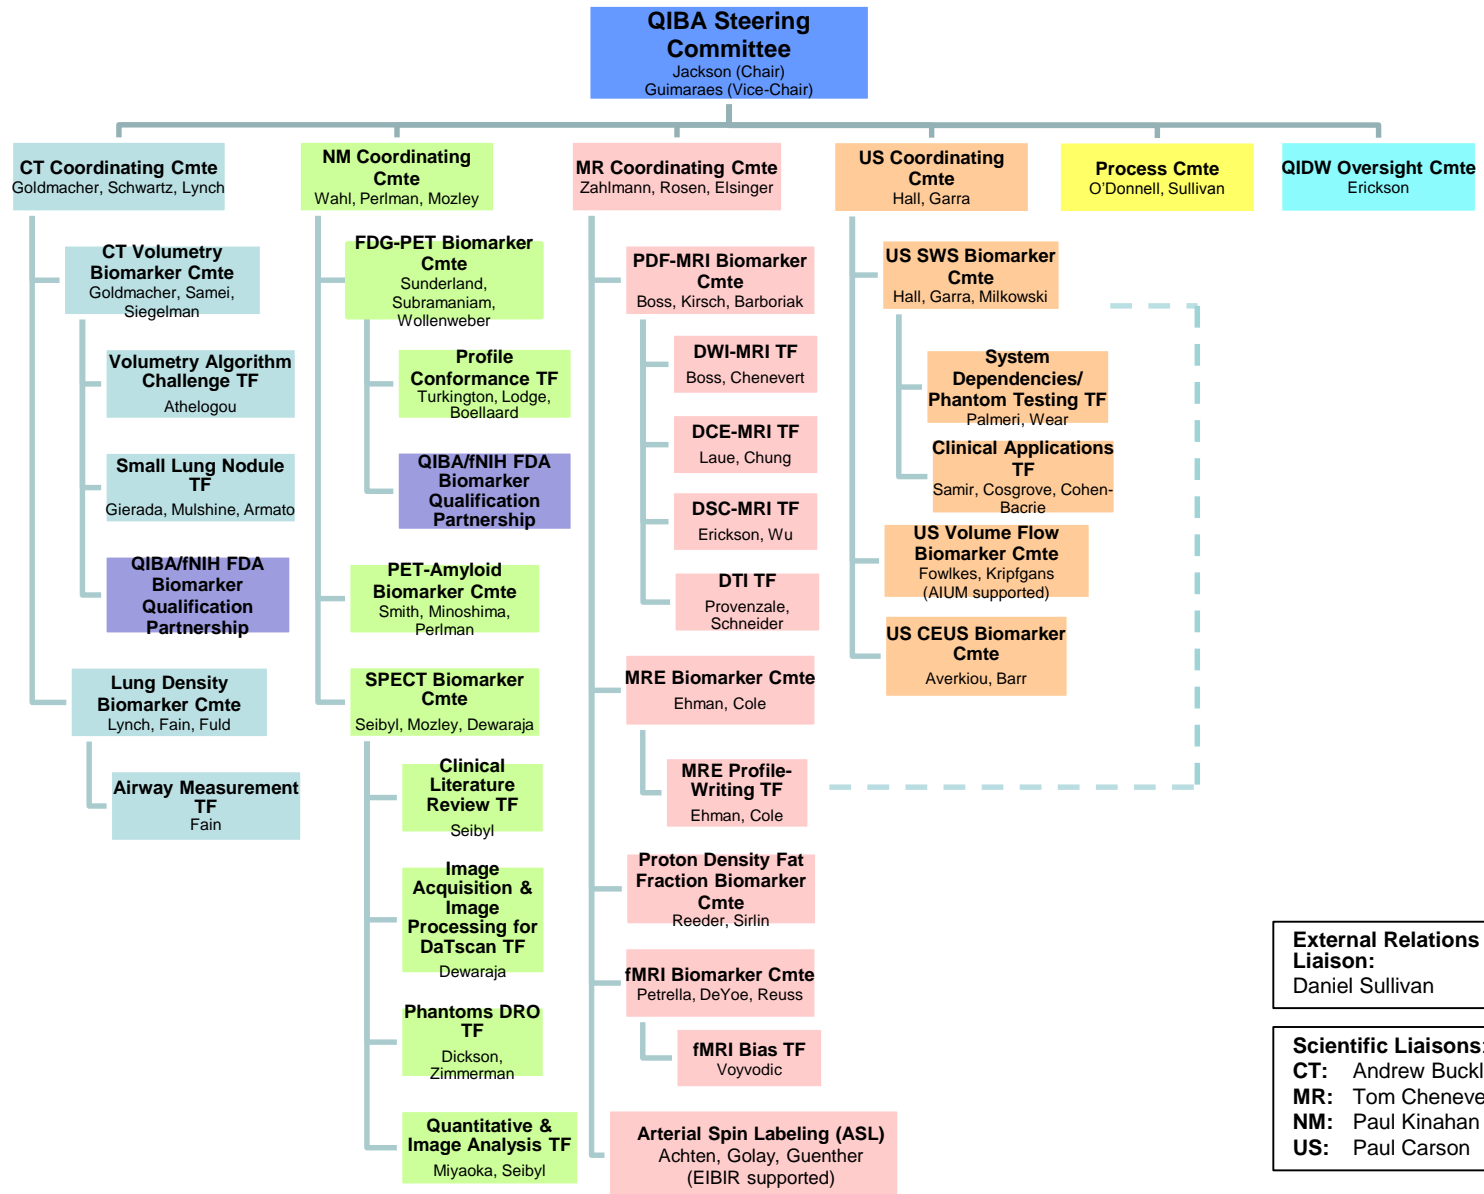 QIBA Steering
Committee
Jackson (Chair)
Guimaraes (Vice-Chair)
CT Coordinating Cmte
Goldmacher, Schwartz, Lynch
CT Volumetry
Biomarker Cmte
Goldmacher, Samei,
Siegelman
Volumetry Algorithm
Challenge TF
Athelogou
Small Lung Nodule
TF
Gierada, Mulshine, Armato
QIBA/fNIH FDA
Biomarker
Qualification
Partnership
Lung Density
Biomarker Cmte
Lynch, Fain, Fuld
Airway Measurement
TF
Fain
NM Coordinating
Cmte
Wahl, Perlman, Mozley
FDG-PET Biomarker
Cmte
Sunderland,
Subramaniam,
Wollenweber
Profile
Conformance TF
Turkington, Lodge,
Boellaard
QIBA/fNIH FDA
Biomarker
Qualification
Partnership
PET-Amyloid
Biomarker Cmte
Smith, Minoshima,
Perlman
SPECT Biomarker
Cmte
Seibyl, Mozley, Dewaraja
Clinical
Literature
Review TF
Seibyl
Image
Acquisition &
Image
Processing for
DaTscan TF
Dewaraja
Phantoms DRO
TF
Dickson,
Zimmerman
Quantitative &
Image Analysis TF
Miyaoka, Seibyl
MR Coordinating Cmte
Zahlmann, Rosen, Elsinger
PDF-MRI Biomarker
Cmte
Boss, Kirsch, Barboriak
DWI-MRI TF
Boss, Chenevert
DCE-MRI TF
Laue, Chung
DSC-MRI TF
Erickson, Wu
DTI TF
Provenzale,
Schneider
MRE Biomarker Cmte
Ehman, Cole
MRE Profile-
Writing TF
Ehman, Cole
Proton Density Fat
Fraction Biomarker
Cmte
Reeder, Sirlin
fMRI Biomarker Cmte
Petrella, DeYoe, Reuss
fMRI Bias TF
Voyvodic
Arterial Spin Labeling (ASL)
Achten, Golay, Guenther
(EIBIR supported)
US Coordinating
Cmte
Hall, Garra
US SWS Biomarker
Cmte
Hall, Garra, Milkowski
System
Dependencies/
Phantom Testing TF
Palmeri, Wear
Clinical Applications
TF
Samir, Cosgrove, Cohen-
Bacrie
US Volume Flow
Biomarker Cmte
Fowlkes, Kripfgans
(AIUM supported)
US CEUS Biomarker
Cmte
Averkiou, Barr
Process Cmte
O'Donnell, Sullivan
QIDW Oversight Cmte
Erickson
External Relations
Liaison:
Daniel Sullivan
Scientific Liaisons:
CT: Andrew Buckl
MR: Tom Cheneve
NM: Paul Kinahan
US: Paul Carson